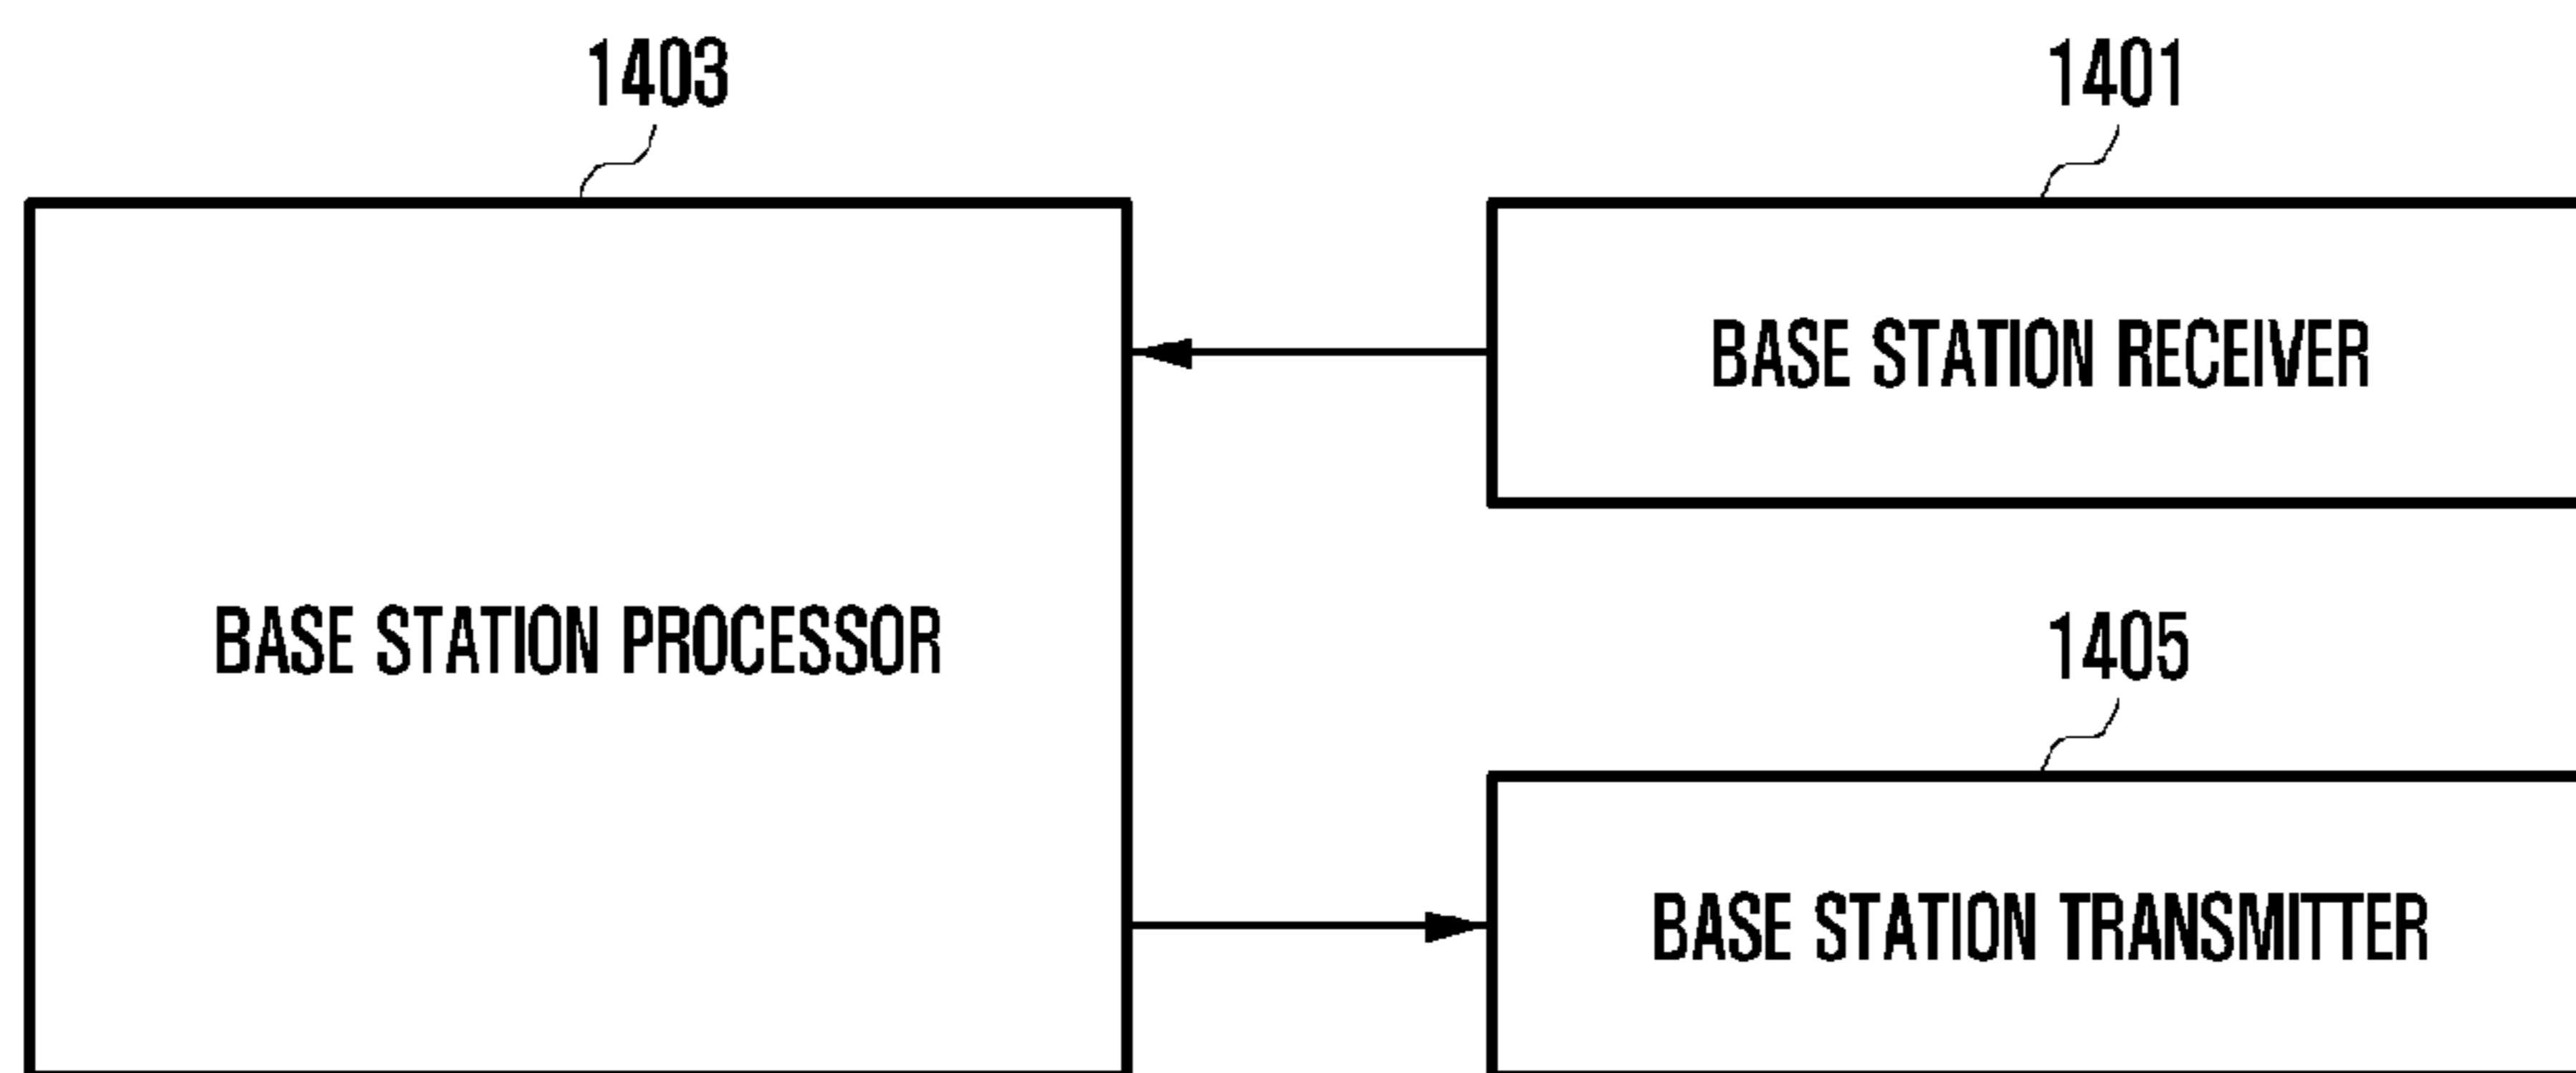 1403
1401
BASE STATION RECEIVER
BASE STATION PROCESSOR
1405
BASE STATION TRANSMITTER